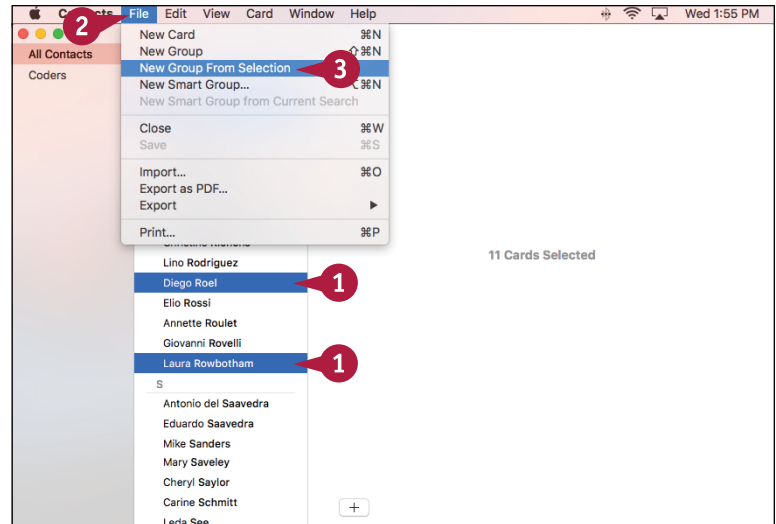 File Edit View Card Window Help Wed 1:55 PM
2
All Contacts
Coders
New Card ⌘N
New Group ⇧⌘N
New Group From Selection
3
New Smart Group... ⌥⌘N
New Smart Group from Current Search
Close ⌘W
Save ⌘S
Import... ⌘O
Export as PDF...
Export
Print... ⌘P
Lino Rodriguez
Diego Roel
1
Elio Rossi
Annette Roulet
Giovanni Rovelli
Laura Rowbotham
1
S
Antonio del Saavedra
Eduardo Saavedra
Mike Sanders
Mary Saveley
Cheryl Saylor
Carine Schmitt
Leda See
11 Cards Selected
+